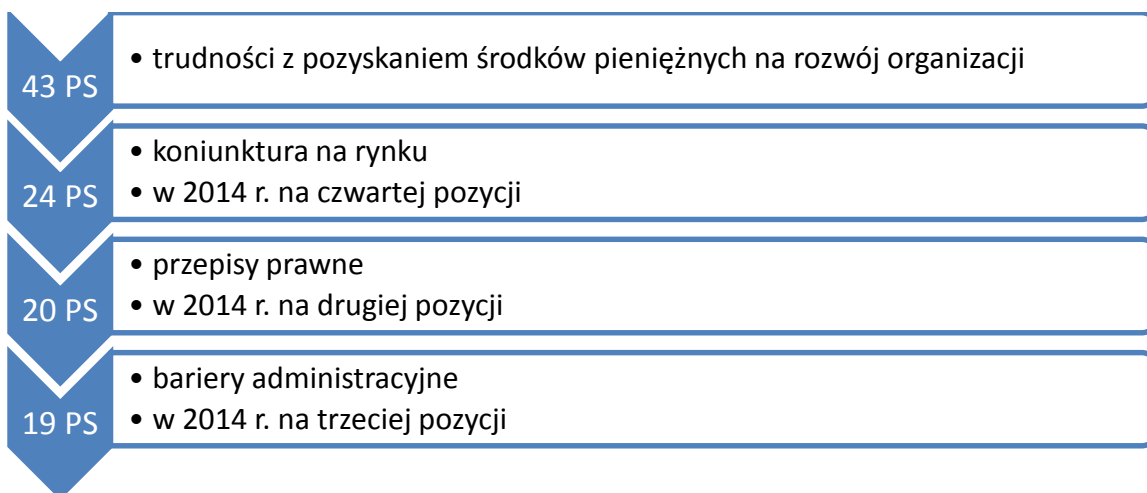 43 PS
• trudności z pozyskaniem środków pieniężnych na rozwój organizacji
24 PS
• koniunktura na rynku
• w 2014 r. na czwartej pozycji
20 PS
• przepisy prawne
• w 2014 r. na drugiej pozycji
19 PS
• bariery administracyjne
• w 2014 r. na trzeciej pozycji